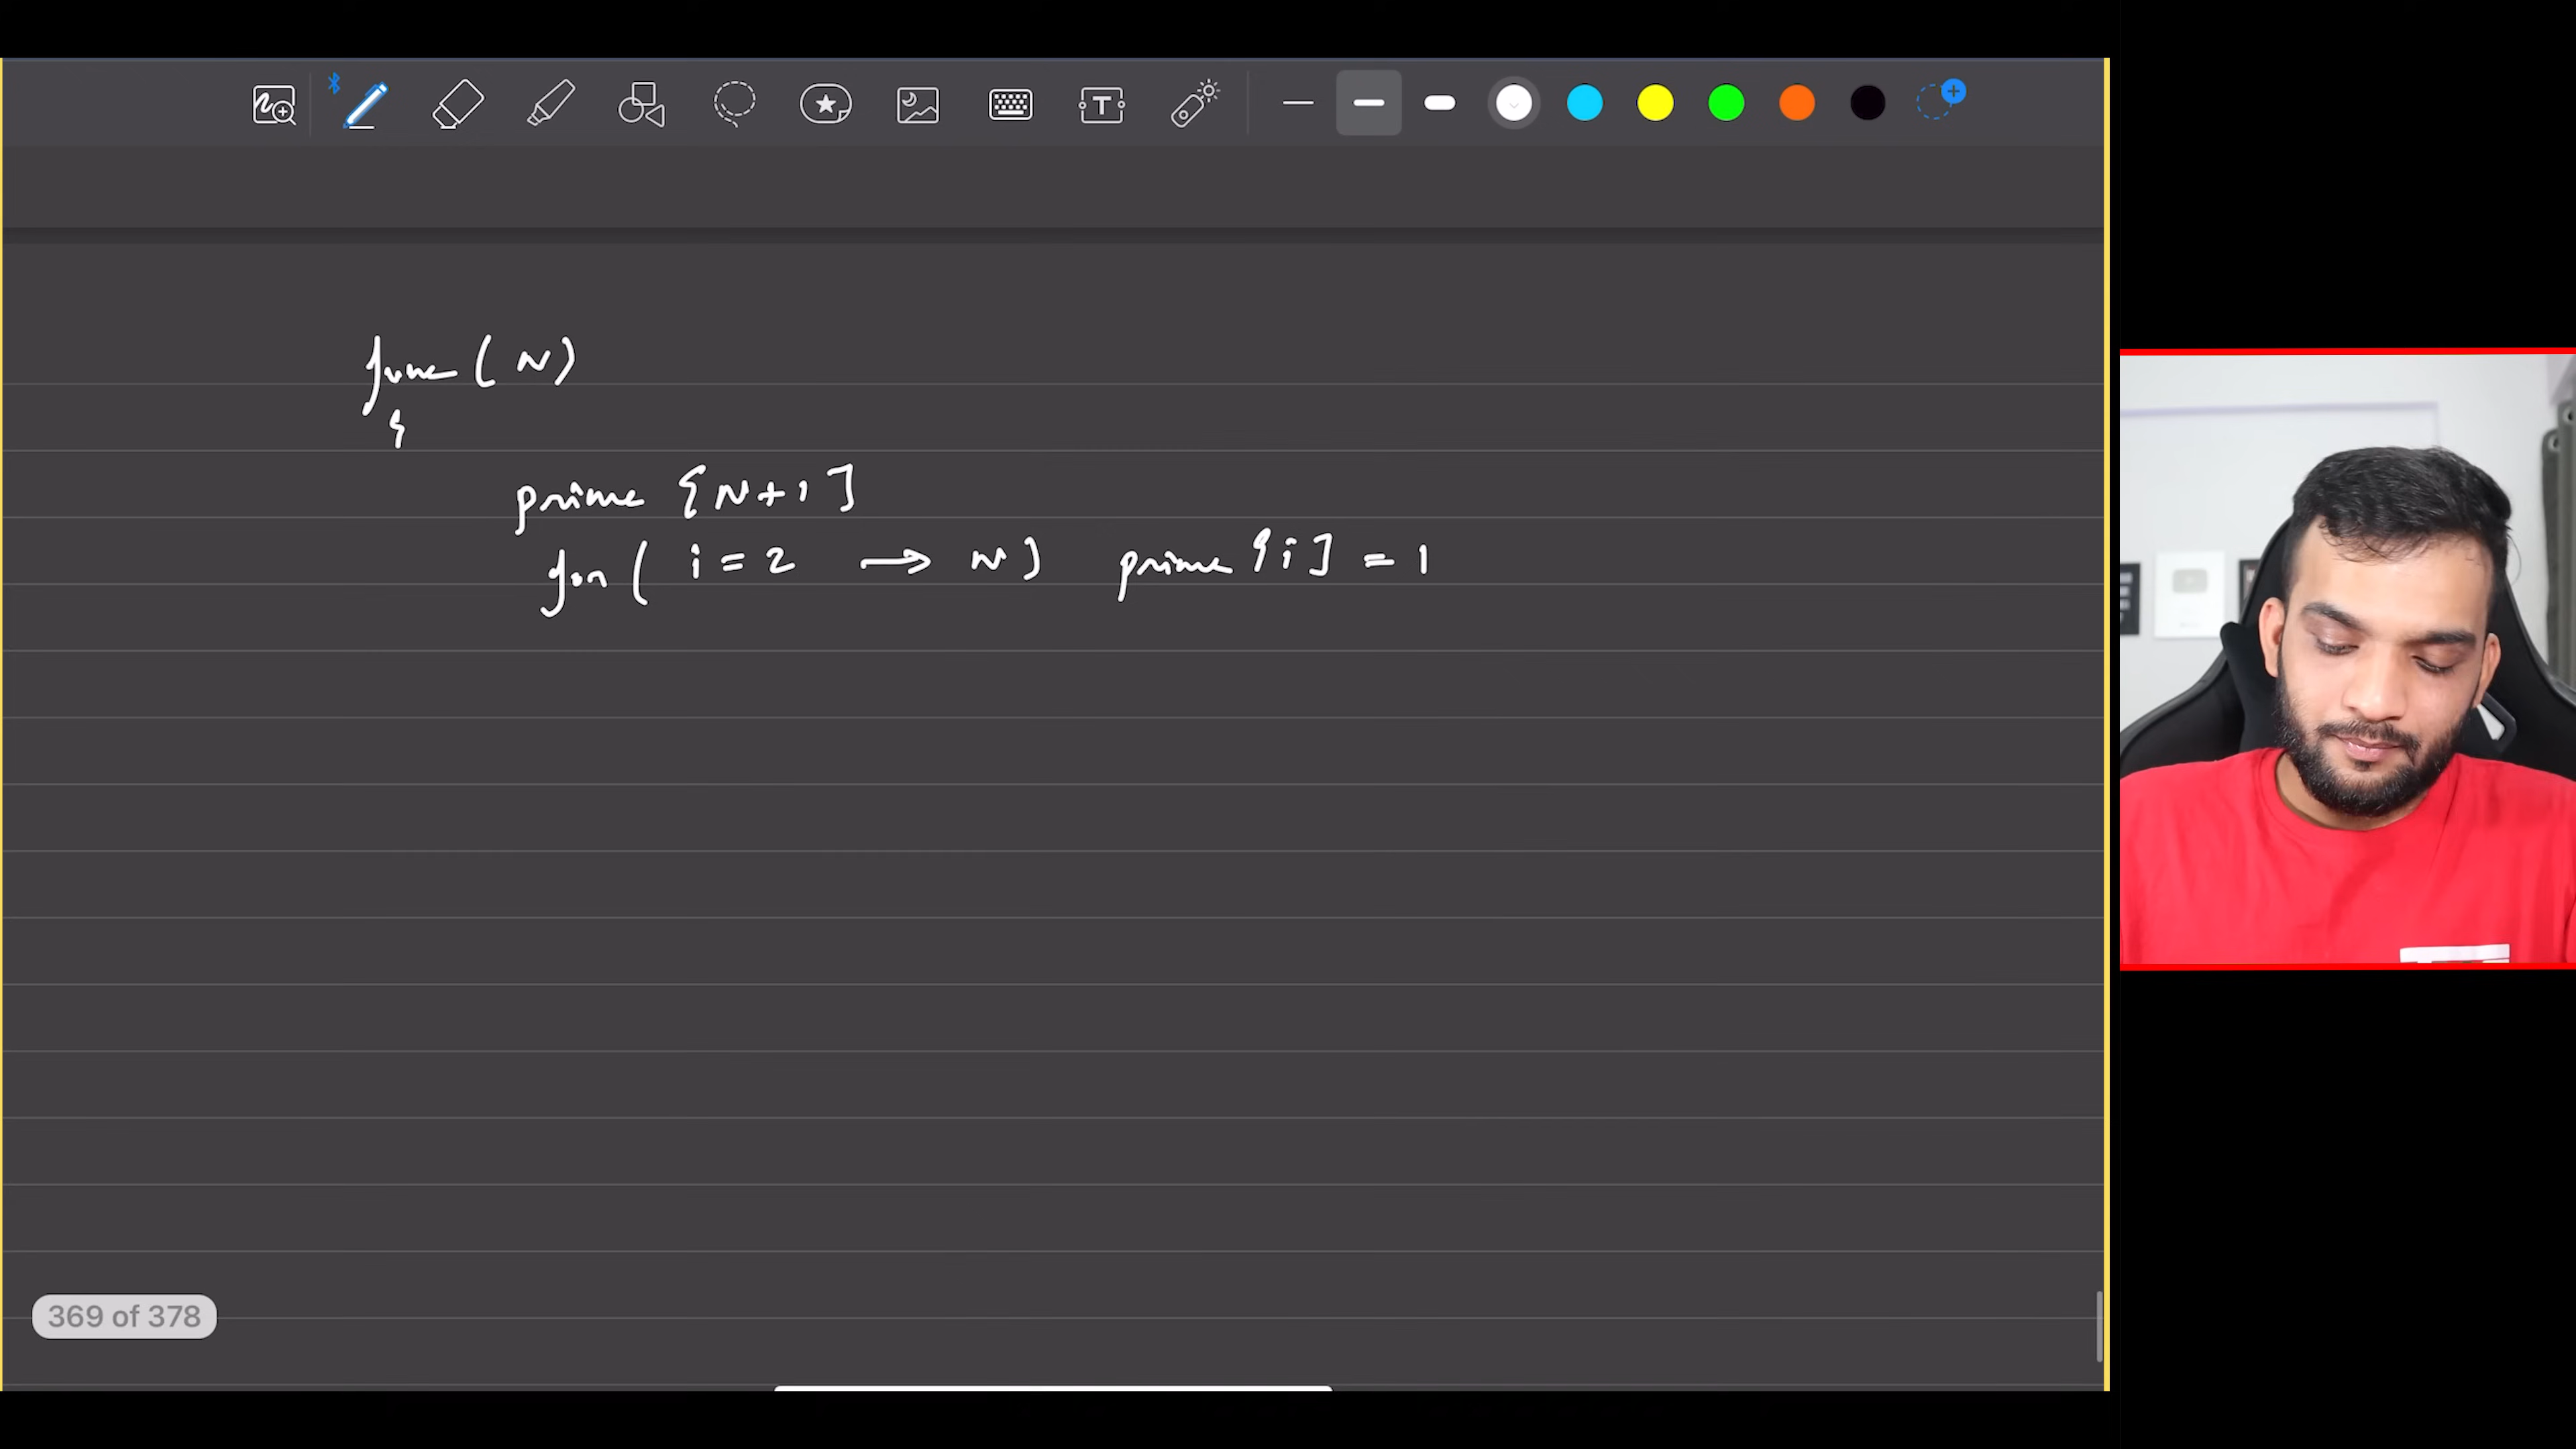 func(N)
{
prime [N+1]
for( i = 2 → N) prime [i] = 1
369 of 378